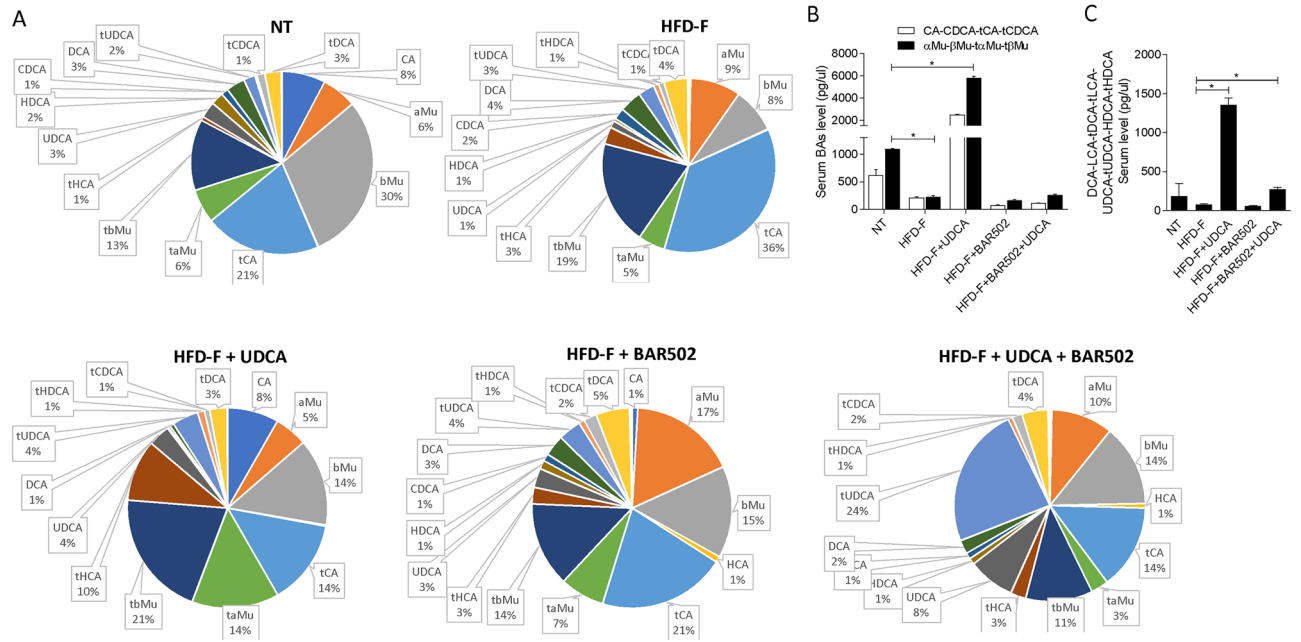 A
NT
tUDCA
2%
DCA
3%
CDCA
1%
HDCA
2%
UDCA
3%
tHCA
1%
tbMu
13%
taMu
6%
tCA
21%
bMu
30%
aMu
6%
CA
8%
tDCA
3%
tCDCA
1%
HFD-F
tHDCA
1%
tUDCA
3%
DCA
4%
CDCA
2%
HDCA
1%
UDCA
1%
tHCA
3%
tbMu
19%
taMu
5%
tCA
36%
bMu
8%
aMu
9%
tDCA
4%
1%
B
CA-CDCA-tCA-tCDCA
αMu-βMu-tαMu-tβMu
Serum BAs level (pg/ul)
8000
6000
4000
2000
1000
500
0
*
*
NT
HFD-F
HFD-F+UDCA
HFD-F+BAR502
HFD-F+BAR502+UDCA
C
DCA-LCA-tDCA-tLCA-
UDCA-tUDCA-HDCA-tHDCA
Serum level (pg/ul)
2000
1500
1000
500
0
*
*
NT
HFD-F
HFD-F+UDCA
HFD-F+BAR502
HFD-F+BAR502+UDCA
HFD-F + UDCA
tCDCA
1%
tHDCA
1%
tUDCA
4%
DCA
1%
UDCA
4%
tHCA
10%
tbMu
21%
taMu
14%
tCA
14%
bMu
14%
aMu
5%
CA
8%
tDCA
3%
HFD-F + BAR502
tHDCA
1%
tUDCA
4%
DCA
3%
CDCA
1%
HDCA
1%
UDCA
3%
tHCA
3%
tbMu
14%
taMu
7%
tCA
21%
HCA
1%
bMu
15%
aMu
17%
CA
1%
tDCA
5%
tCDCA
2%
HFD-F + UDCA + BAR502
tDCA
4%
tCDCA
2%
tHDCA
1%
tUDCA
24%
DCA
2%
1%
1%
UDCA
8%
tHCA
3%
tbMu
11%
taMu
3%
tCA
14%
HCA
1%
bMu
14%
aMu
10%